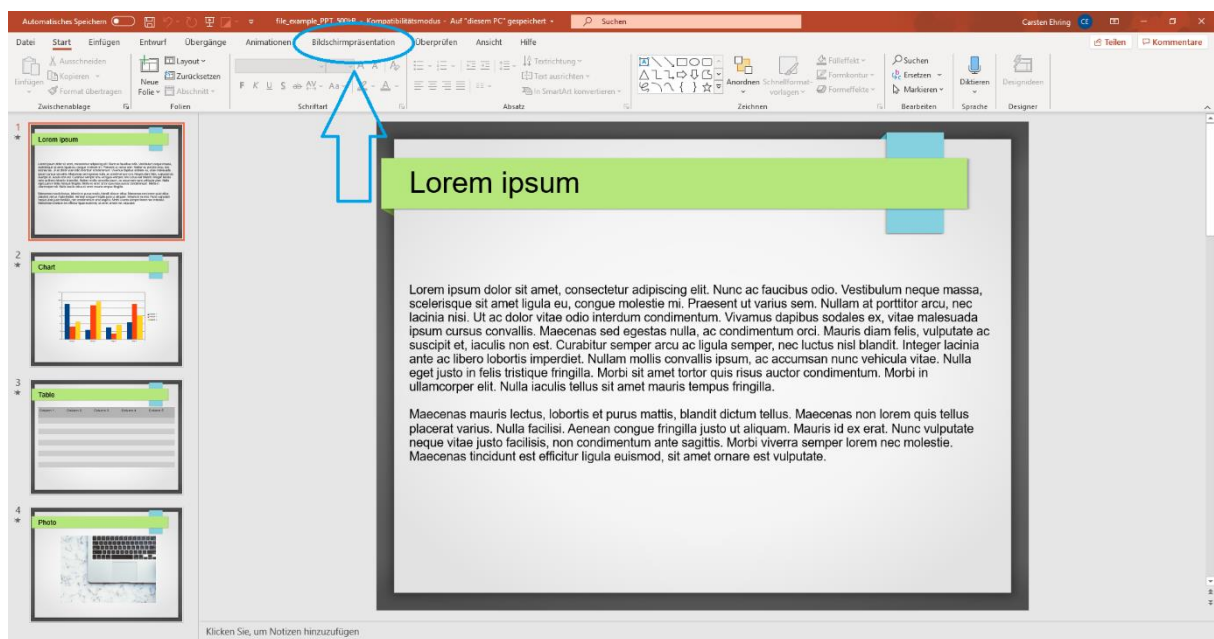 Automatisches Speichern
file_example_PPT_500kB - Kompatibilitätsmodus - Auf "diesem PC" gespeichert
Suchen
Carsten Ehring CE
Datei Start Einfügen Entwurf Übergänge Animationen Bildschirmpräsentation Überprüfen Ansicht Hilfe
Teilen Kommentare
Einfügen
Ausschneiden
Kopieren
Format übertragen
Zwischenablage
Neue Folie
Layout
Zurücksetzen
Abschnitt
Folien
F K U S ab AV Aa A
Schriftart
Textrichtung
Text ausrichten
In SmartArt konvertieren
Absatz
Anordnen
Schnellformat-
vorlagen
Fülleffekt
Formkontur
Formeffekte
Zeichnen
Suchen
Ersetzen
Markieren
Bearbeiten
Diktieren
Sprache
Designideen
Designer
1
Lorem ipsum
2
Chart
3
Table
4
Photo
Lorem ipsum
Lorem ipsum dolor sit amet, consectetur adipiscing elit. Nunc ac faucibus odio. Vestibulum neque massa,
scelerisque sit amet ligula eu, congue molestie mi. Praesent ut varius sem. Nullam at porttitor arcu, nec
lacinia nisi. Ut ac dolor vitae odio interdum condimentum. Vivamus dapibus sodales ex, vitae malesuada
ipsum cursus convallis. Maecenas sed egestas nulla, ac condimentum orci. Mauris diam felis, vulputate ac
suscipit et, iaculis non est. Curabitur semper arcu ac ligula semper, nec luctus nisl blandit. Integer lacinia
ante ac libero lobortis imperdiet. Nullam mollis convallis ipsum, ac accumsan nunc vehicula vitae. Nulla
eget justo in felis tristique fringilla. Morbi sit amet tortor quis risus auctor condimentum. Morbi in
ullamcorper elit. Nulla iaculis tellus sit amet mauris tempus fringilla.
Maecenas mauris lectus, lobortis et purus mattis, blandit dictum tellus. Maecenas non lorem quis tellus
placerat varius. Nulla facilisi. Aenean congue fringilla justo ut aliquam. Mauris id ex erat. Nunc vulputate
neque vitae justo facilisis, non condimentum ante sagittis. Morbi viverra semper lorem nec molestie.
Maecenas tincidunt est efficitur ligula euismod, sit amet ornare est vulputate.
Klicken Sie, um Notizen hinzuzufügen